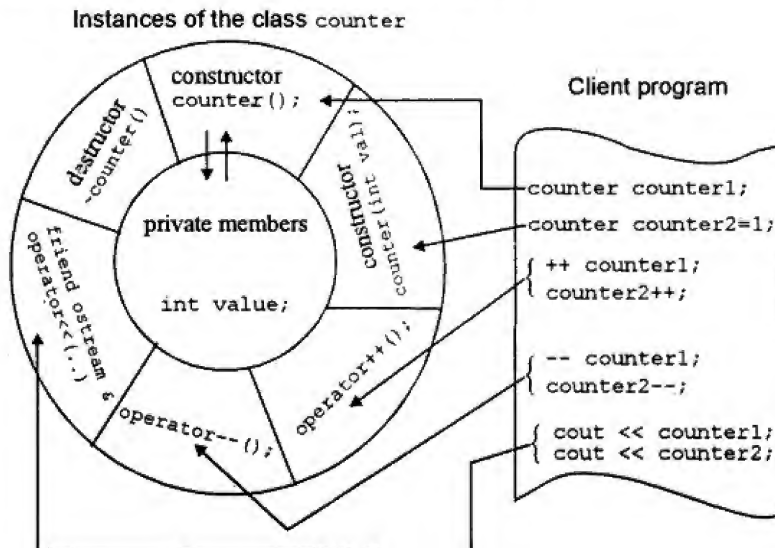 Instances of the class counter
constructor
counter();
destructor
~counter()
constructor
counter(int val);
private members
int value;
friend ostream &
operator<<(..)
operator--();
operator++();
Client program
counter counter1;
counter counter2=1;
{ ++ counter1;
{ counter2++;
{ -- counter1;
{ counter2--;
{ cout << counter1;
{ cout << counter2;